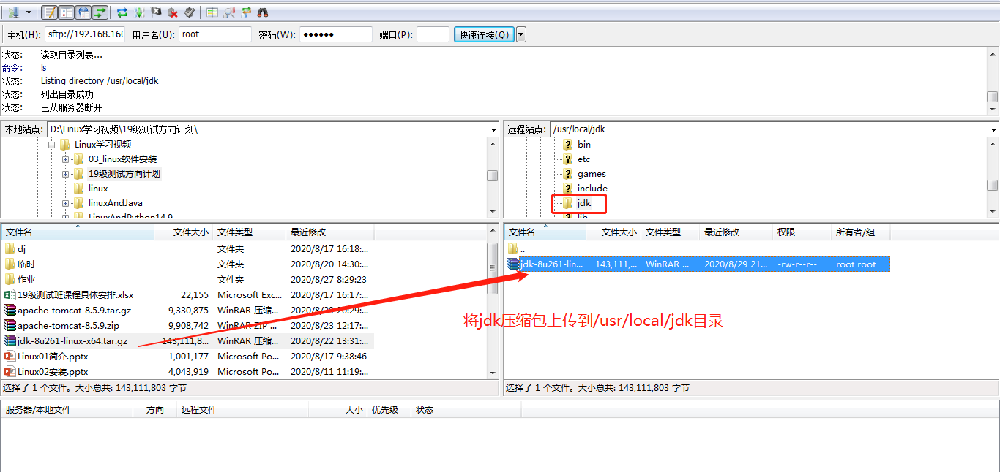 主机(H): sftp://192.168.160 用户名(U): root 密码(W): ●●●●●● 端口(P): 快速连接(Q)
状态: 读取目录列表...
命令: ls
状态: Listing directory /usr/local/jdk
状态: 列出目录成功
状态: 已从服务器断开
本地站点: D:\Linux学习视频\19级测试方向计划\
Linux学习视频
03_linux软件安装
19级测试方向计划
linux
linuxAndJava
LinuxAndPython14.9
远程站点: /usr/local/jdk
bin
etc
games
include
jdk
lib
文件名 文件大小 文件类型 最近修改
dj 文件夹 2020/8/17 16:18:...
临时 文件夹 2020/8/20 14:30:...
作业 文件夹 2020/8/27 8:29:23
19级测试班课程具体安排.xlsx 22,155 Microsoft Exc... 2020/8/17 16:17:...
apache-tomcat-8.5.9.tar.gz 9,330,875 WinRAR 压缩... 2020/8/29 20:29:...
apache-tomcat-8.5.9.zip 9,908,742 WinRAR ZIP ... 2020/8/23 12:17:...
jdk-8u261-linux-x64.tar.gz 143,111,8... WinRAR 压缩... 2020/8/22 13:31:...
Linux01简介.pptx 1,001,177 Microsoft Po... 2020/8/17 9:38:46
Linux02安装.pptx 4,043,919 Microsoft Po... 2020/8/11 11:19:...
选择了 1 个文件。大小总共: 143,111,803 字节
文件名 文件大小 文件类型 最近修改 权限 所有者/组
..
jdk-8u261-lin... 143,111,... WinRAR ... 2020/8/29 21... -rw-r--r-- root root
将jdk压缩包上传到/usr/local/jdk目录
选择了 1 个文件。大小总共: 143,111,803 字节
服务器/本地文件 方向 远程文件 大小 优先级 状态